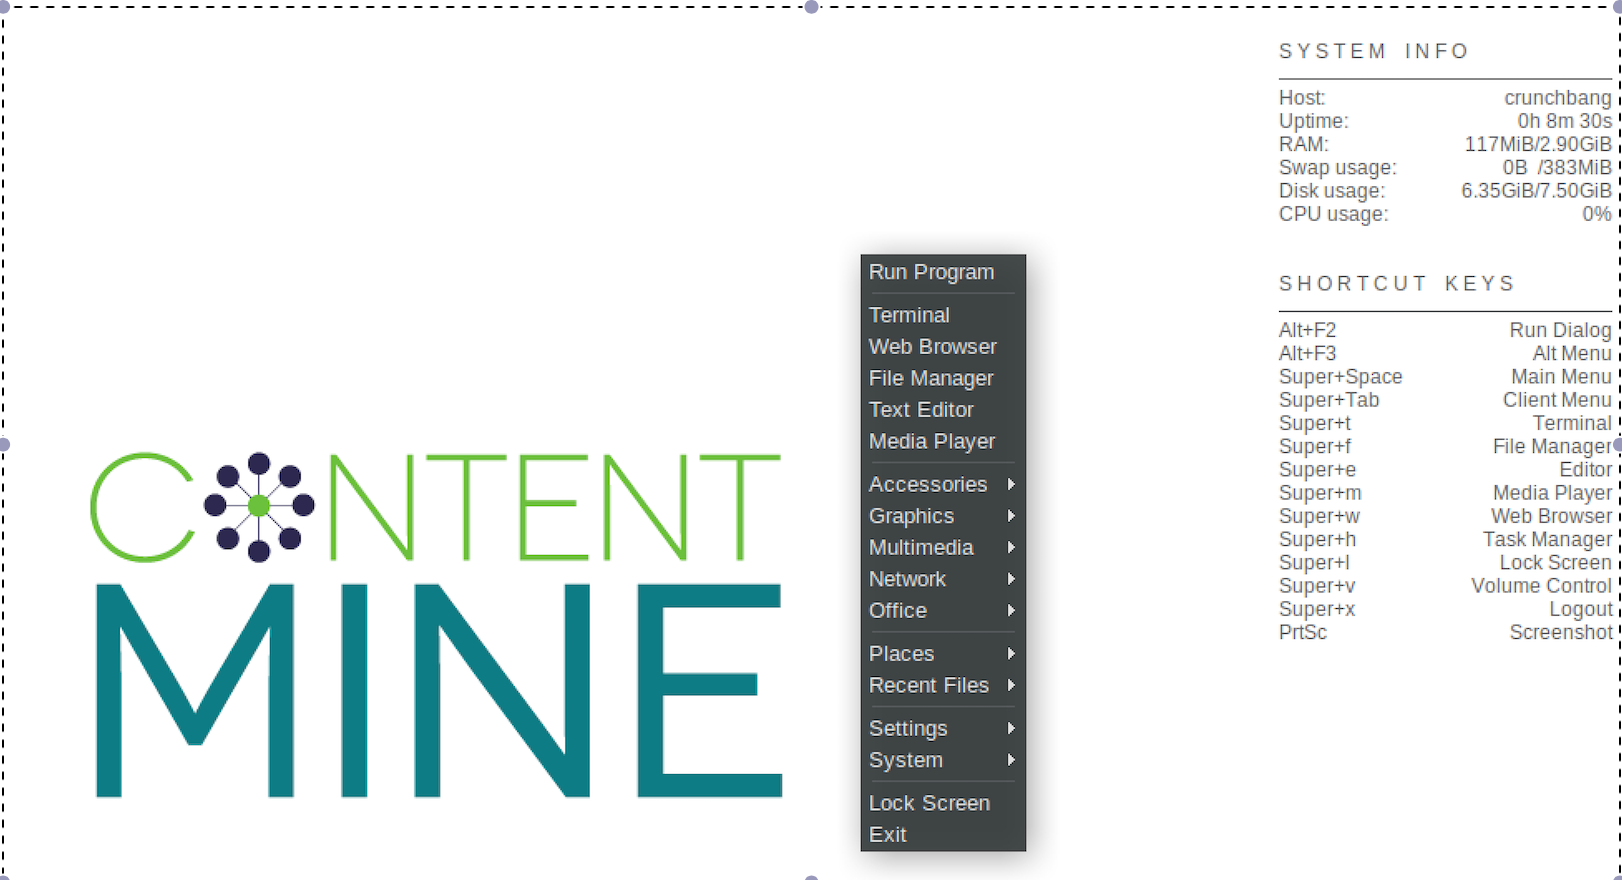 CONTENT
MINE
Run Program
Terminal
Web Browser
File Manager
Text Editor
Media Player
Accessories
Graphics
Multimedia
Network
Office
Places
Recent Files
Settings
System
Lock Screen
Exit
SYSTEM INFO
Host: crunchbang
Uptime: 0h 8m 30s
RAM: 117MiB/2.90GiB
Swap usage: 0B /383MiB
Disk usage: 6.35GiB/7.50GiB
CPU usage: 0%
SHORTCUT KEYS
Alt+F2 Run Dialog
Alt+F3 Alt Menu
Super+Space Main Menu
Super+Tab Client Menu
Super+t Terminal
Super+f File Manager
Super+e Editor
Super+m Media Player
Super+w Web Browser
Super+h Task Manager
Super+l Lock Screen
Super+v Volume Control
Super+x Logout
PrtSc Screenshot